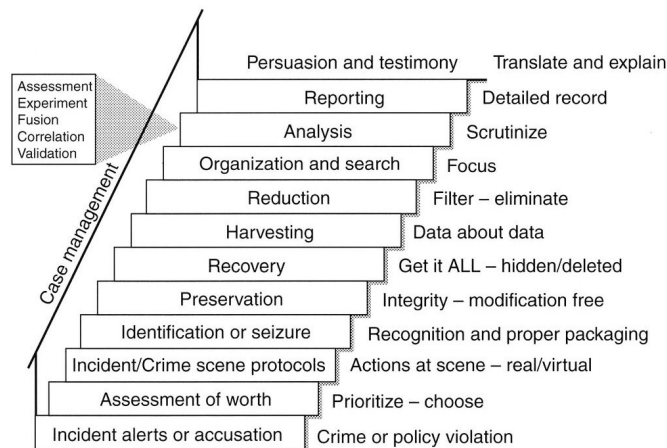 Persuasion and testimony Translate and explain
Assessment
Experiment
Fusion
Correlation
Validation
Reporting Detailed record
Analysis Scrutinize
Organization and search Focus
Reduction Filter – eliminate
Case management
Harvesting Data about data
Recovery Get it ALL – hidden/deleted
Preservation Integrity – modification free
Identification or seizure Recognition and proper packaging
Incident/Crime scene protocols Actions at scene – real/virtual
Assessment of worth Prioritize – choose
Incident alerts or accusation Crime or policy violation